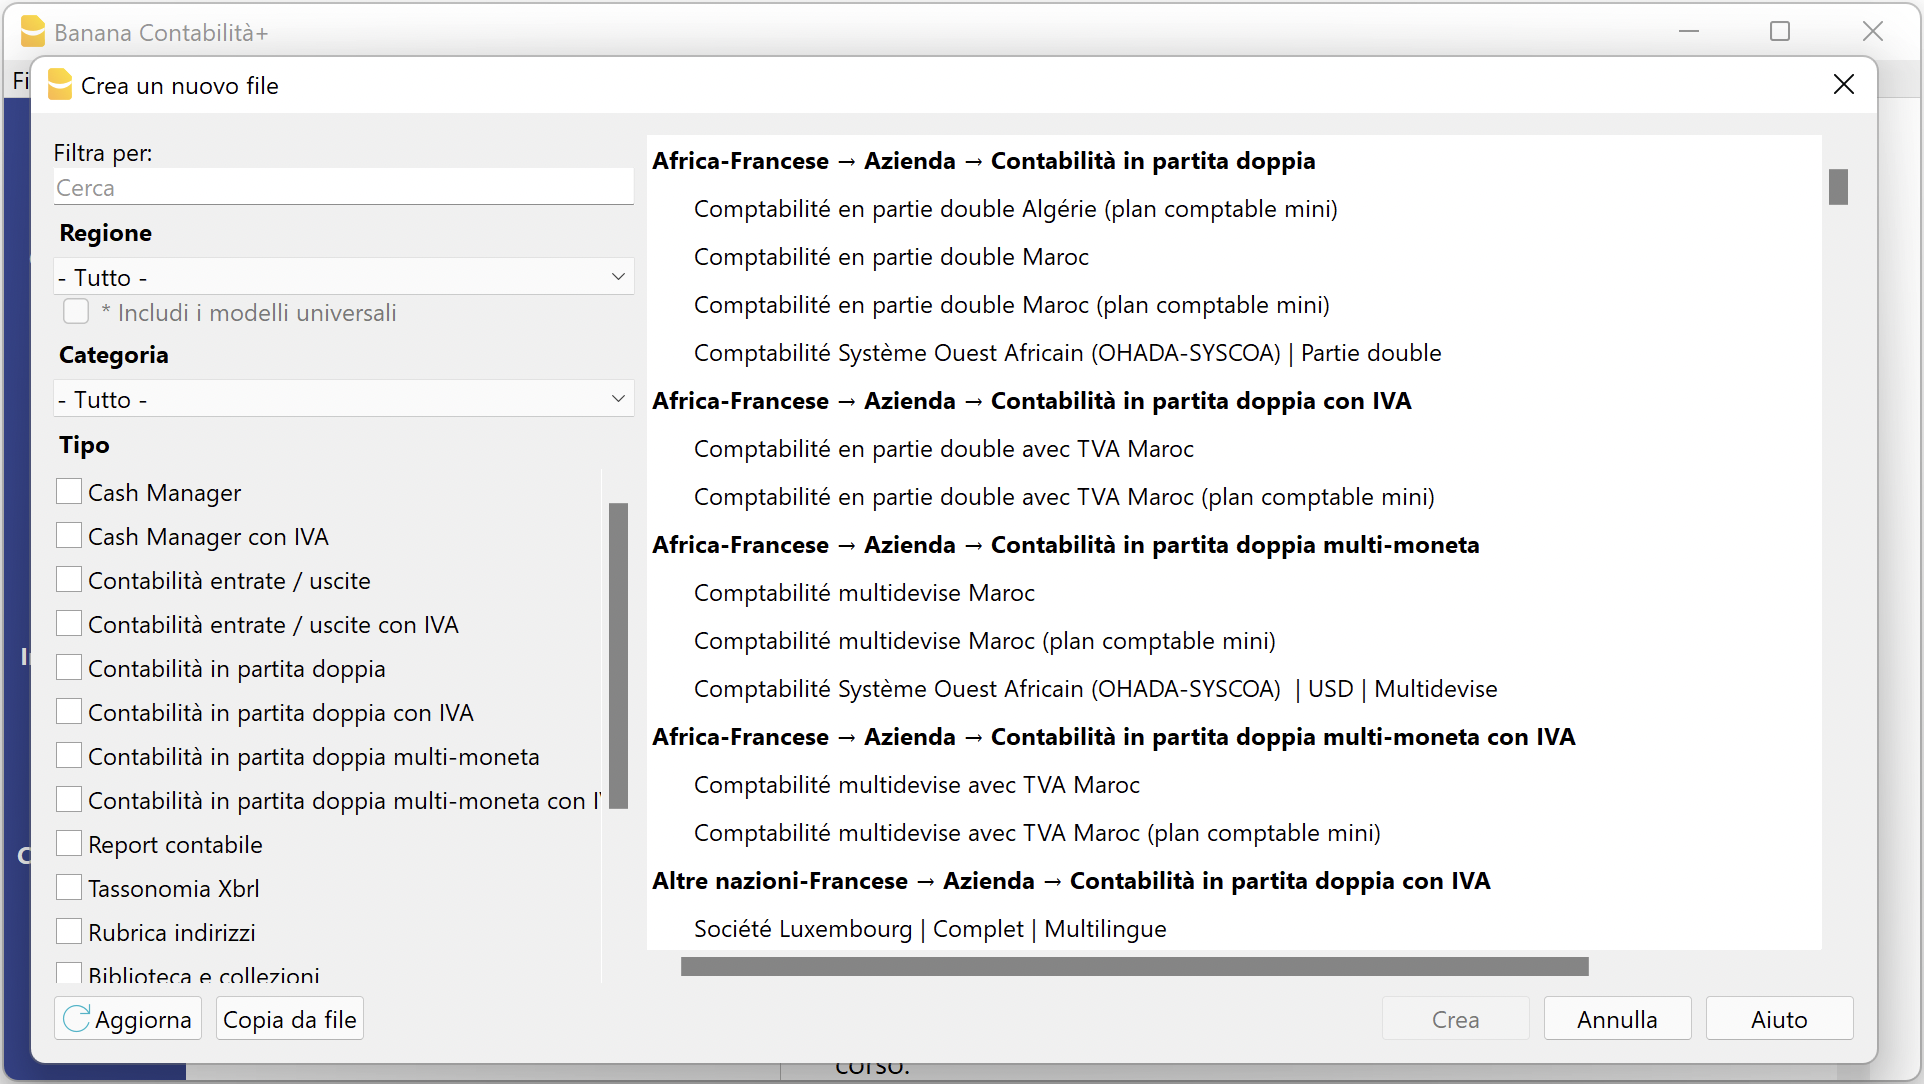 Banana Contabilità+
Fi
Crea un nuovo file
Filtra per:
Cerca
Regione
- Tutto -
* Includi i modelli universali
Categoria
- Tutto -
Tipo
Cash Manager
Cash Manager con IVA
Contabilità entrate / uscite
Contabilità entrate / uscite con IVA
Contabilità in partita doppia
Contabilità in partita doppia con IVA
Contabilità in partita doppia multi-moneta
Contabilità in partita doppia multi-moneta con
Report contabile
Tassonomia Xbrl
Rubrica indirizzi
Biblioteca e collezioni
Aggiorna
Copia da file
Africa-Francese → Azienda → Contabilità in partita doppia
Comptabilité en partie double Algérie (plan comptable mini)
Comptabilité en partie double Maroc
Comptabilité en partie double Maroc (plan comptable mini)
Comptabilité Système Ouest Africain (OHADA-SYSCOA) | Partie double
Africa-Francese → Azienda → Contabilità in partita doppia con IVA
Comptabilité en partie double avec TVA Maroc
Comptabilité en partie double avec TVA Maroc (plan comptable mini)
Africa-Francese → Azienda → Contabilità in partita doppia multi-moneta
Comptabilité multidevise Maroc
Comptabilité multidevise Maroc (plan comptable mini)
Comptabilité Système Ouest Africain (OHADA-SYSCOA) | USD | Multidevise
Africa-Francese → Azienda → Contabilità in partita doppia multi-moneta con IVA
Comptabilité multidevise avec TVA Maroc
Comptabilité multidevise avec TVA Maroc (plan comptable mini)
Altre nazioni-Francese → Azienda → Contabilità in partita doppia con IVA
Société Luxembourg | Complet | Multilingue
Crea
Annulla
Aiuto
corso.